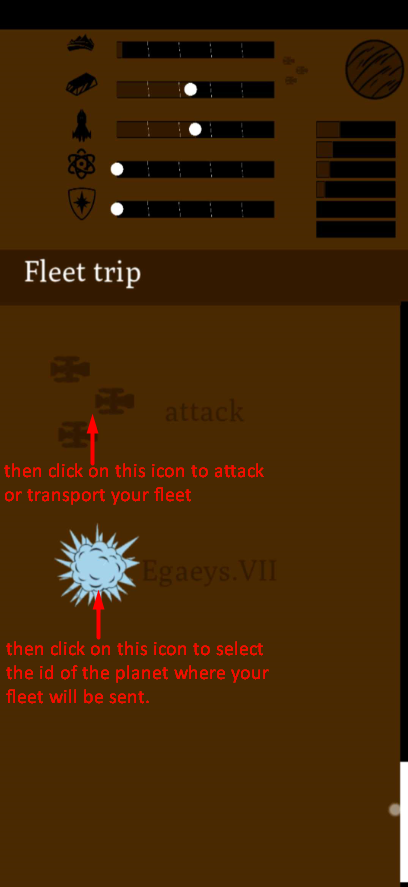 Fleet trip
attack
then click on this icon to attack
or transport your fleet
Egaeys.VII
then click on this icon to select
the id of the planet where your
fleet will be sent.